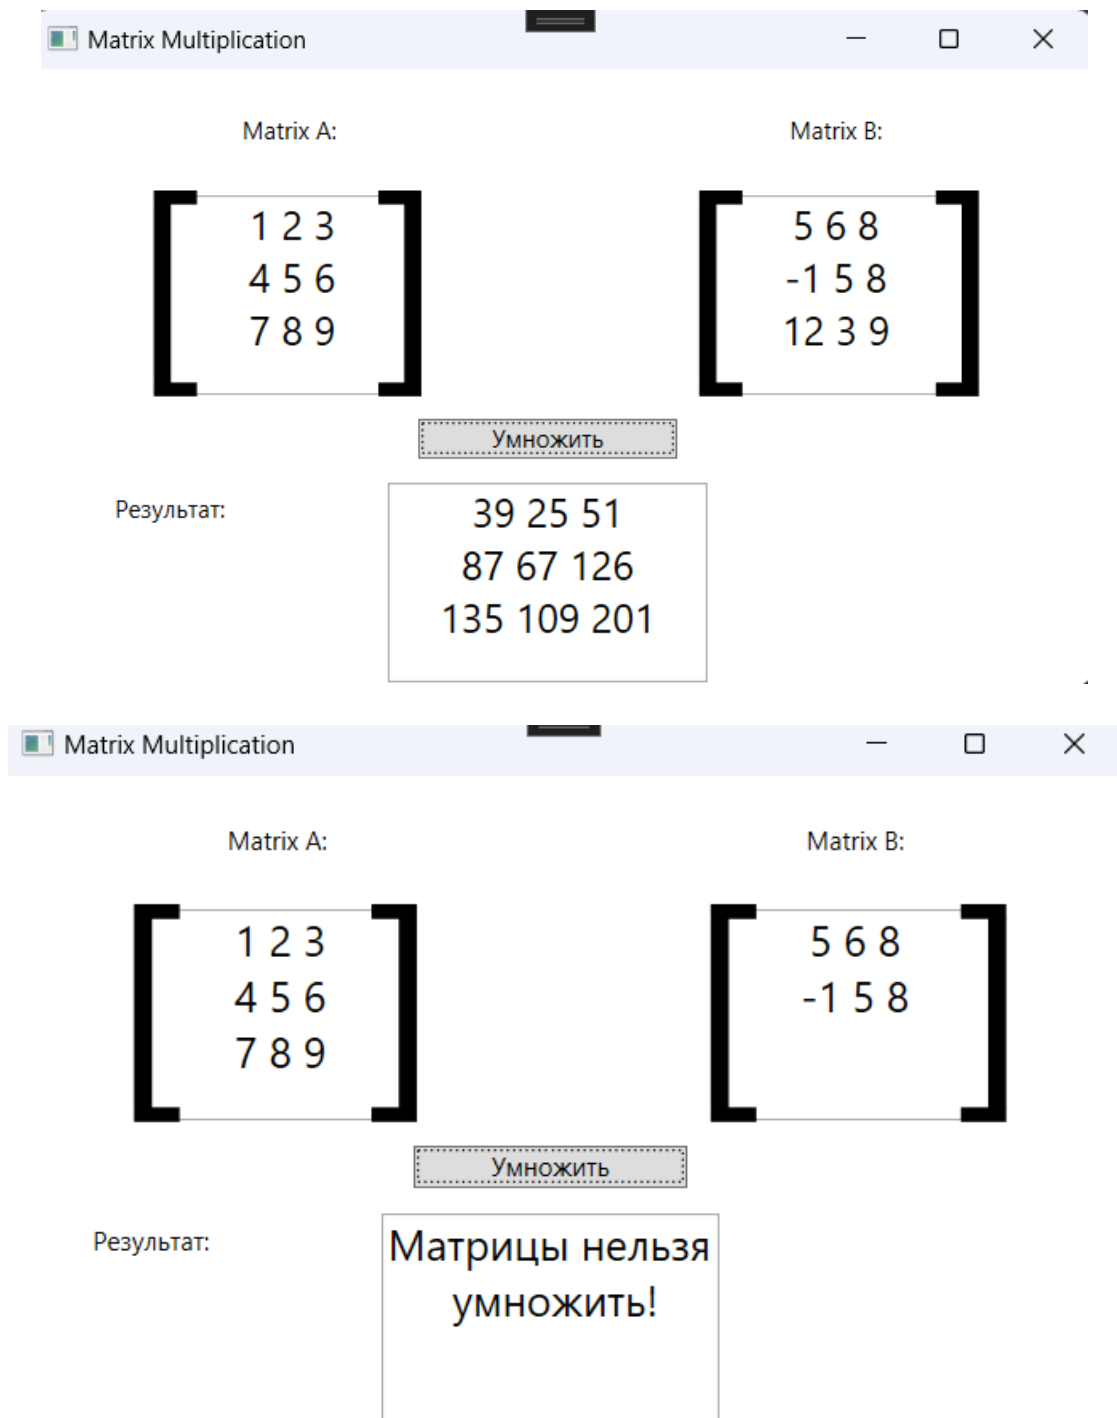 Matrix Multiplication
Matrix A:
Matrix B:
1 2 3
4 5 6
7 8 9
5 6 8
-1 5 8
12 3 9
Умножить
Результат:
39 25 51
87 67 126
135 109 201
Matrix Multiplication
Matrix A:
Matrix B:
1 2 3
4 5 6
7 8 9
5 6 8
-1 5 8
Умножить
Результат:
Матрицы нельзя
умножить!